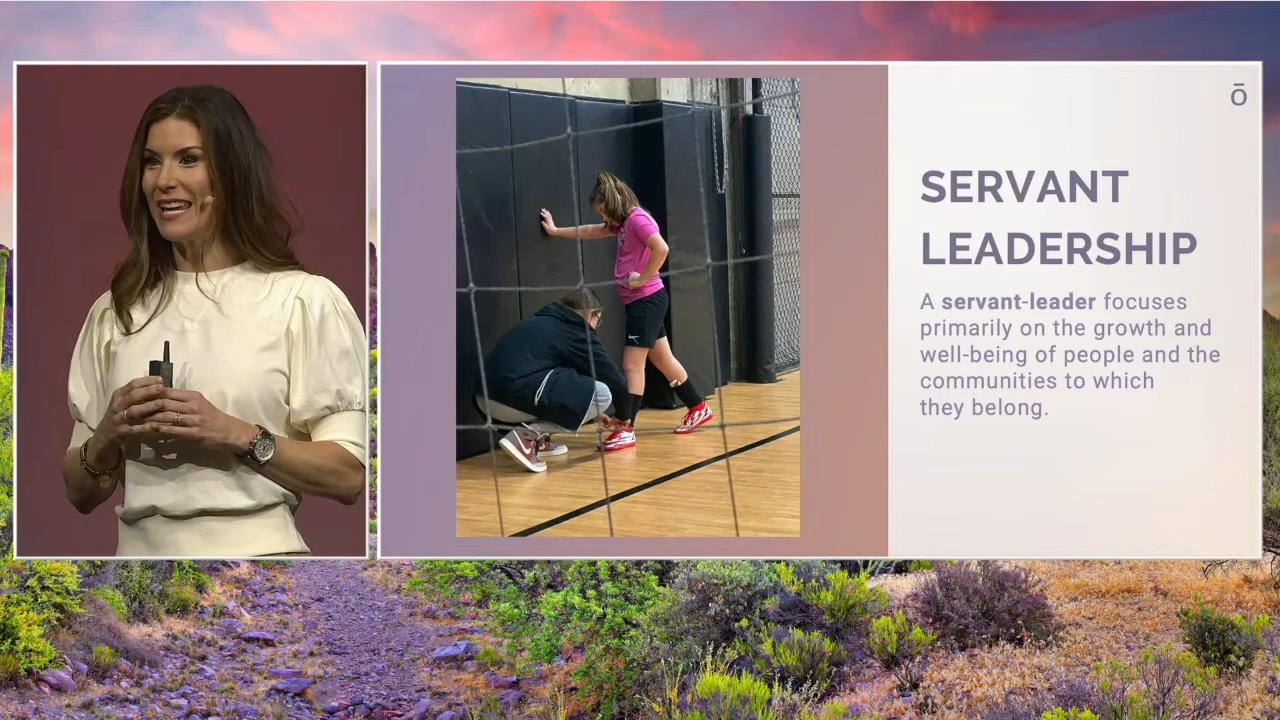 ō
SERVANT
LEADERSHIP
A servant-leader focuses
primarily on the growth and
well-being of people and the
communities to which
they belong.